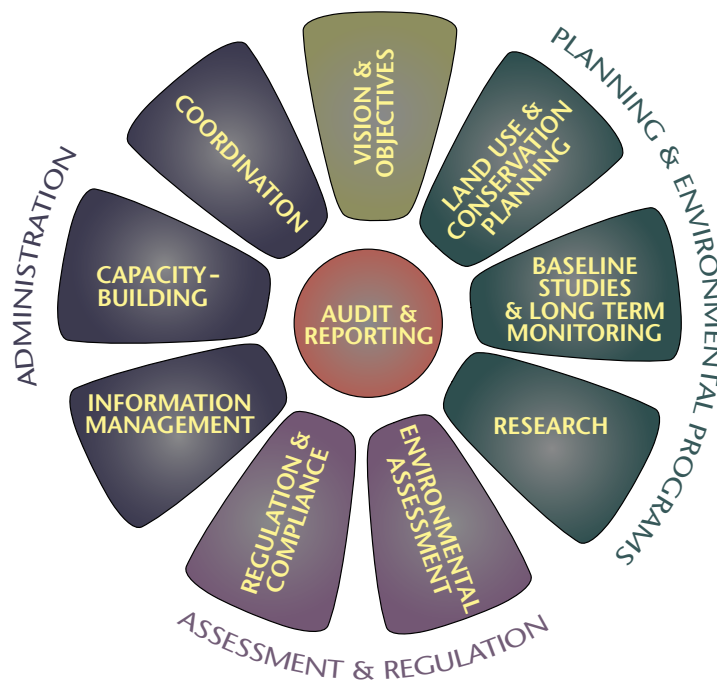 VISION &
OBJECTIVES
LAND USE &
CONSERVATION
PLANNING
BASELINE
STUDIES
& LONG TERM
MONITORING
RESEARCH
ENVIRONMENTAL
ASSESSMENT
REGULATION &
COMPLIANCE
INFORMATION
MANAGEMENT
CAPACITY-
BUILDING
COORDINATION
AUDIT &
REPORTING
PLANNING & ENVIRONMENTAL PROGRAMS
ASSESSMENT & REGULATION
ADMINISTRATION